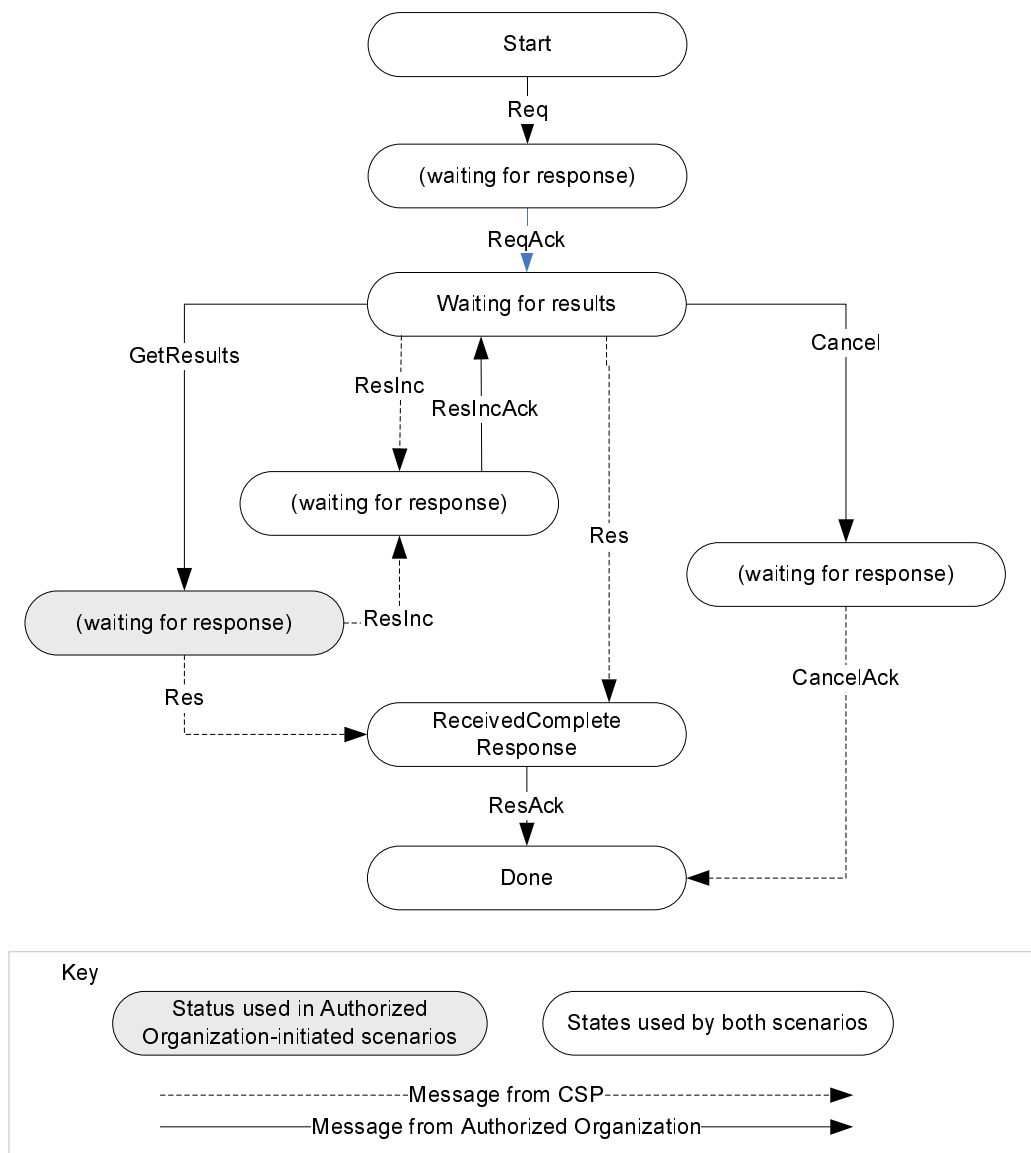 Start
Req
(waiting for response)
ReqAck
Waiting for results
GetResults
Cancel
ResInc
ResIncAck
(waiting for response)
Res
(waiting for response)
(waiting for response)
ResInc
Res
CancelAck
ReceivedComplete
Response
ResAck
Done
Key
Status used in Authorized
Organization-initiated scenarios
States used by both scenarios
Message from CSP
Message from Authorized Organization